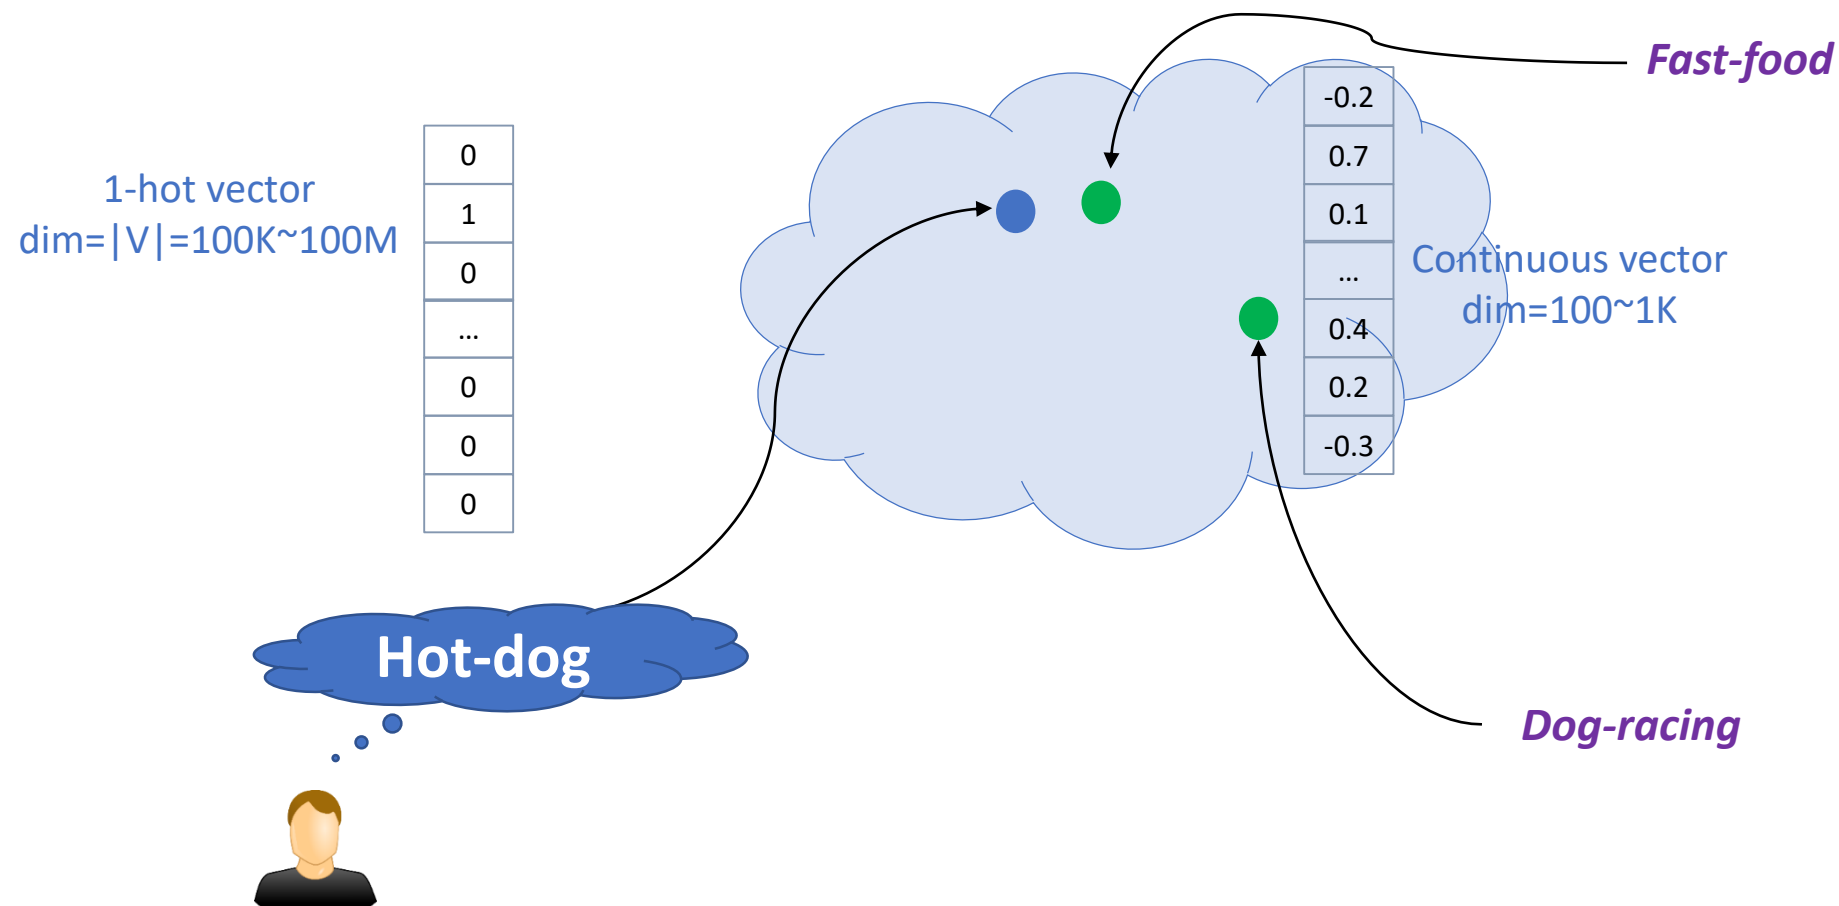 1-hot vector
dim=|V|=100K~100M
0
1
0
...
0
0
0
Fast-food
-0.2
0.7
0.1
...
0.4
0.2
-0.3
Continuous vector
dim=100~1K
Hot-dog
Dog-racing